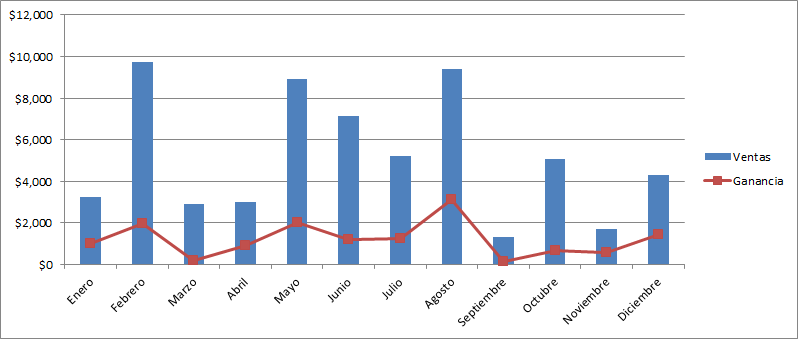 $12,000
$10,000
$8,000
$6,000
$4,000
$2,000
$0
Enero
Febrero
Marzo
Abril
Mayo
Junio
Julio
Agosto
Septiembre
Octubre
Noviembre
Diciembre
Ventas
Ganancia